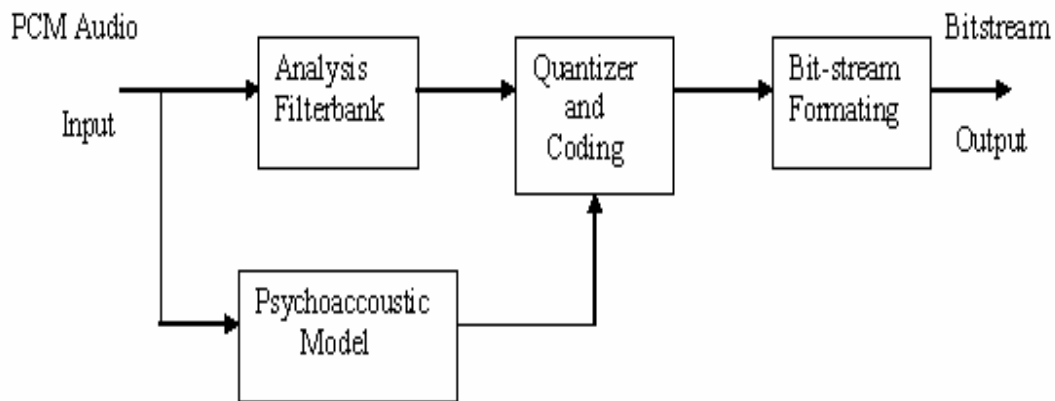 PCM Audio
Input
Analysis
Filterbank
Quantizer
and
Coding
Bit-stream
Formating
Bitstream
Output
Psychoaccoustic
Model